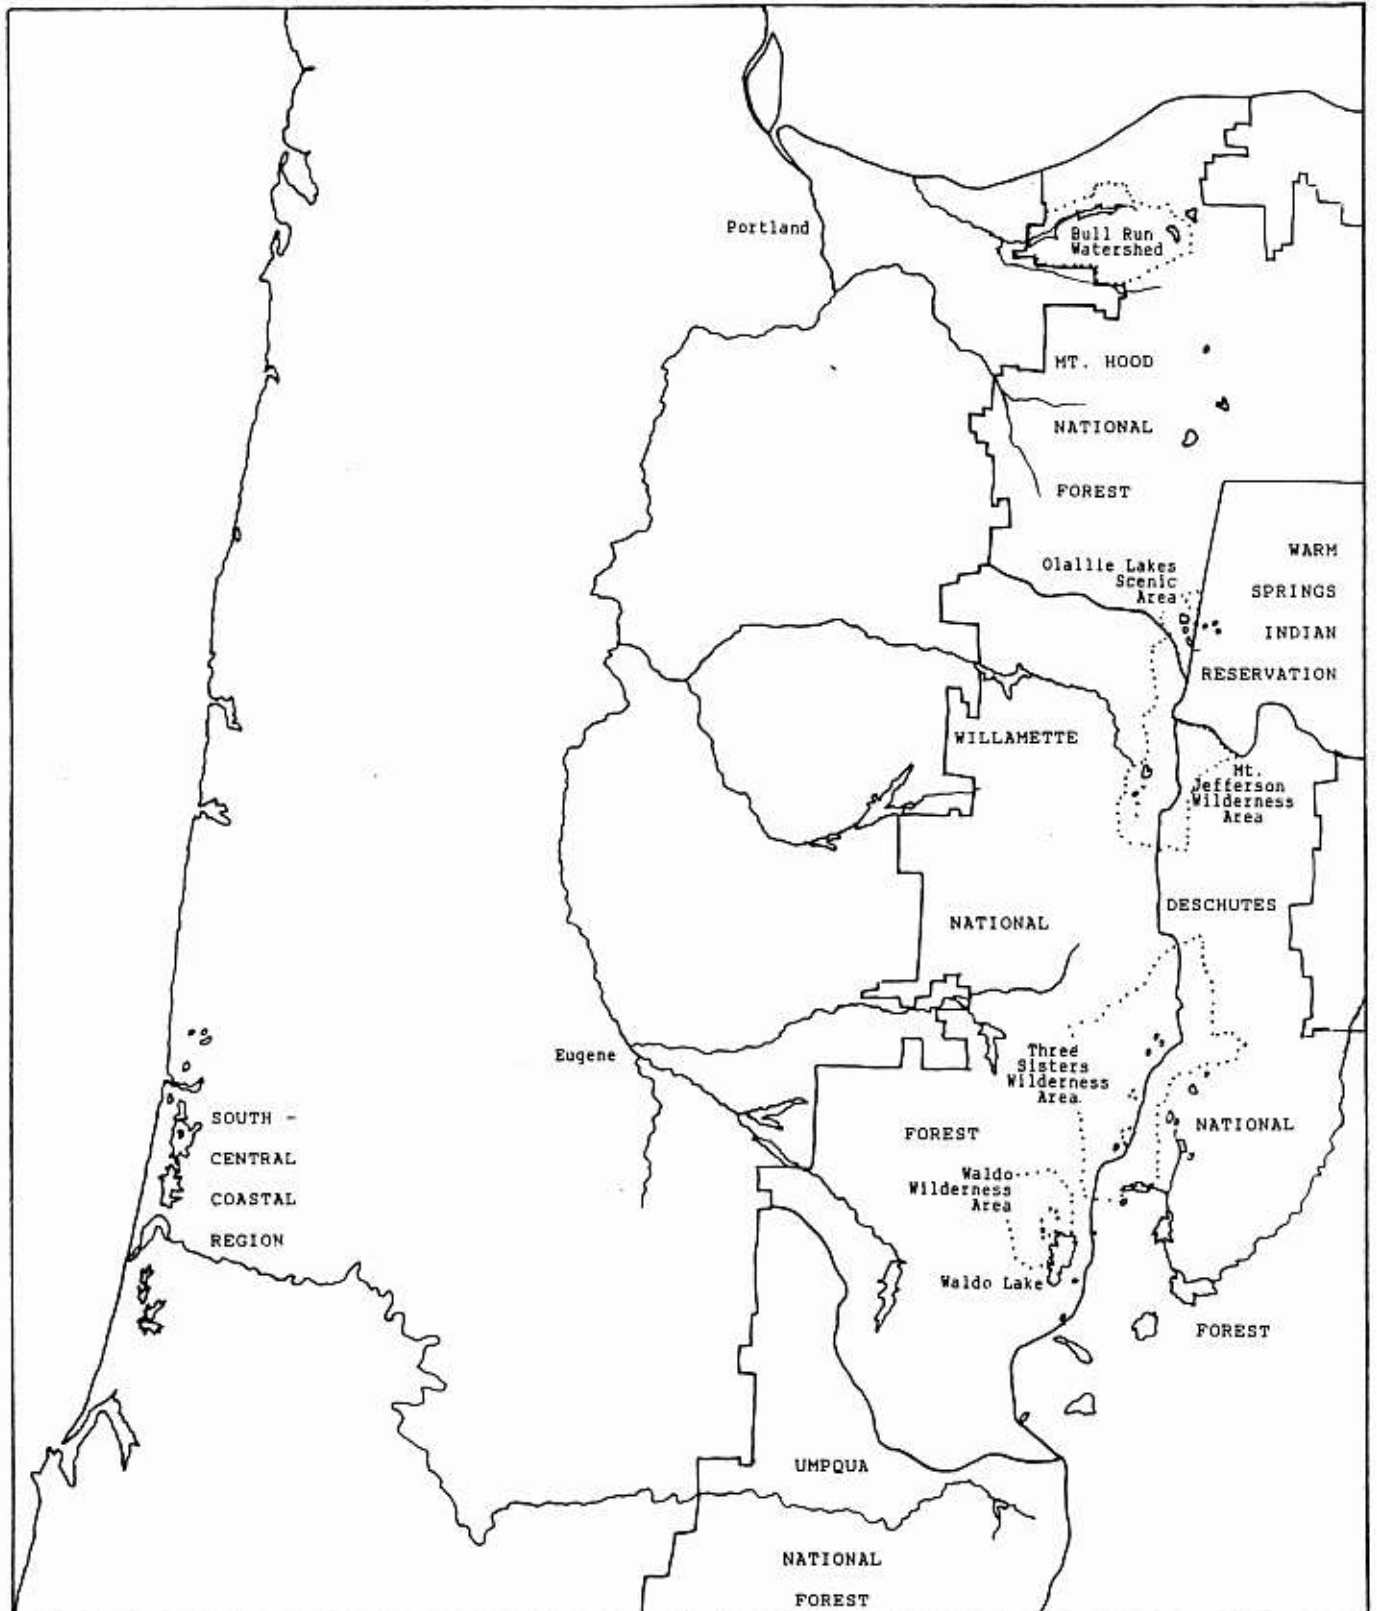 Portland
Bull Run
Watershed
MT. HOOD
NATIONAL
FOREST
WARM
SPRINGS
INDIAN
RESERVATION
Olallie Lakes
Scenic
Area
WILLAMETTE
NATIONAL
FOREST
Mt.
Jefferson
Wilderness
Area
DESCHUTES
NATIONAL
FOREST
Eugene
Three
Sisters
Wilderness
Area
SOUTH -
CENTRAL
COASTAL
REGION
Waldo
Wilderness
Area
Waldo Lake
UMPQUA
NATIONAL
FOREST